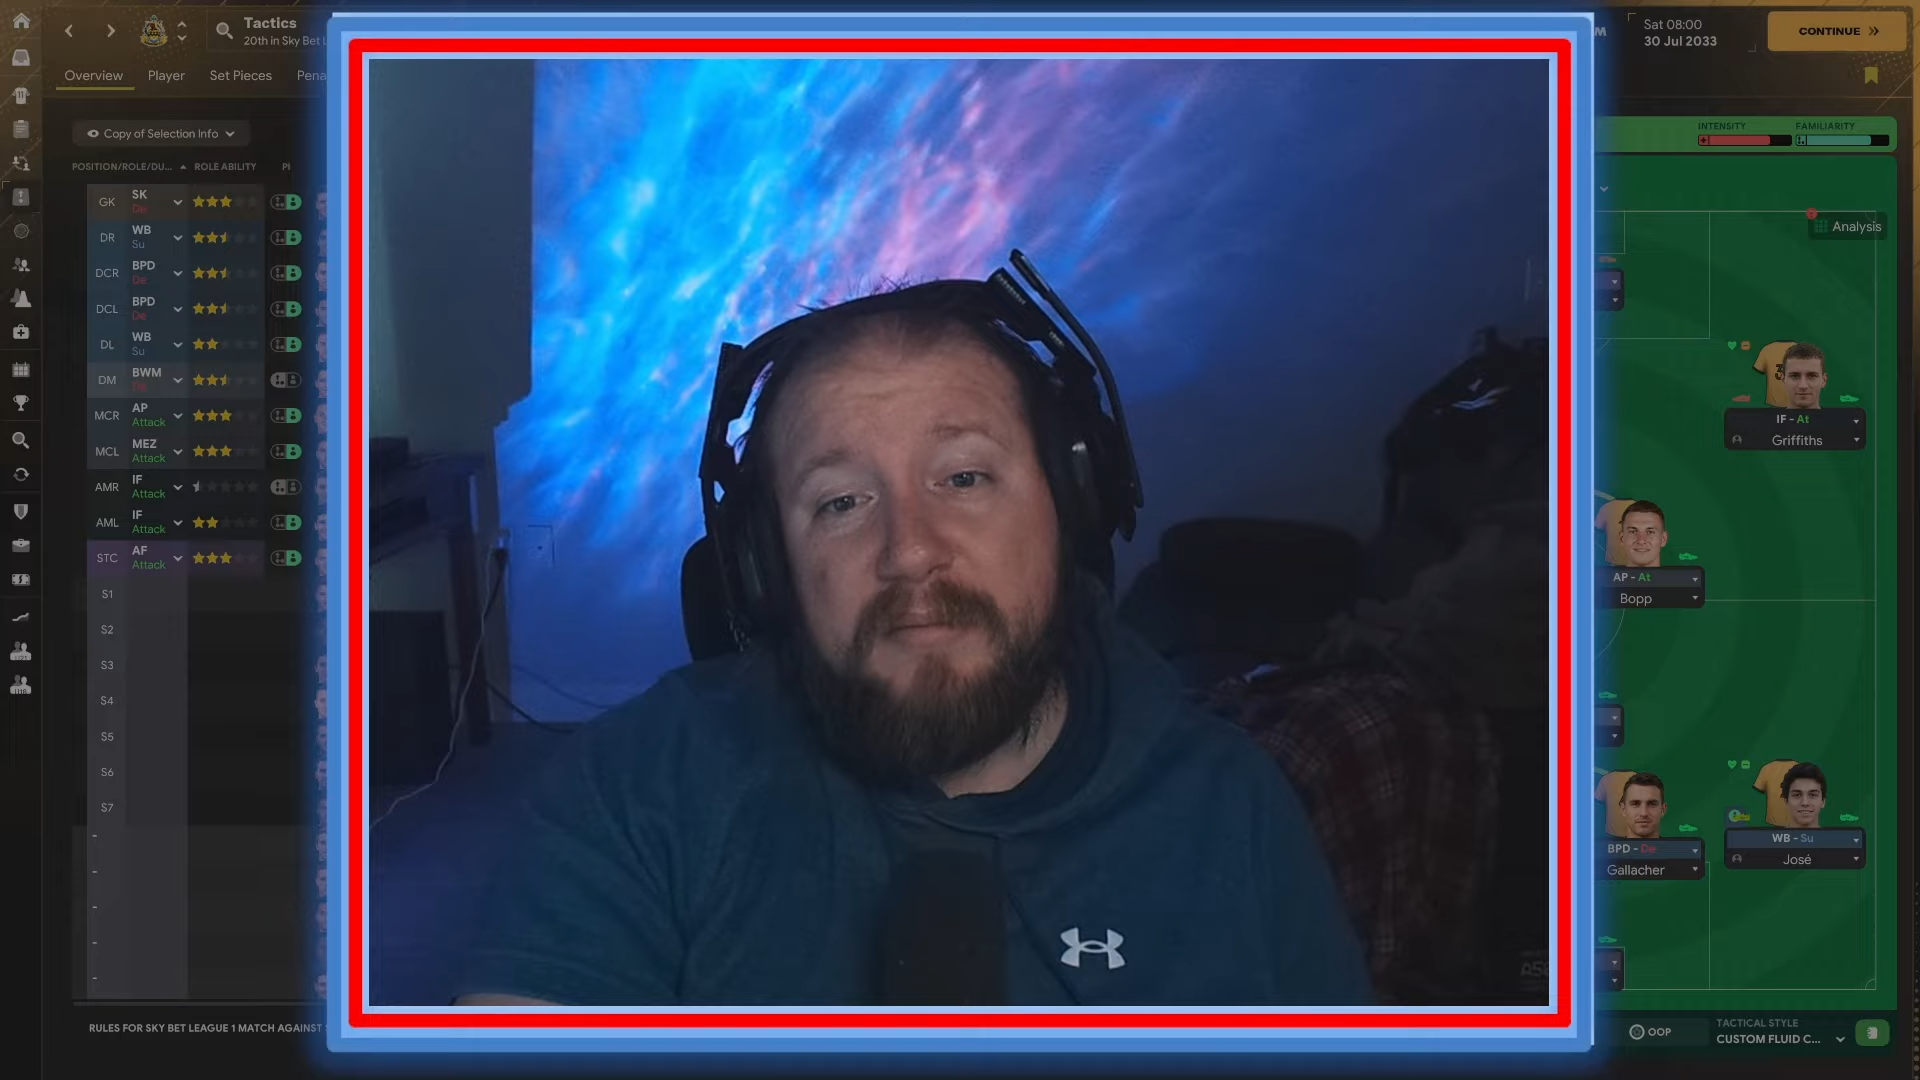 Tactics
20th in Sky Bet L
Sat 08:00
30 Jul 2033
CONTINUE
Overview
Player
Set Pieces
Pena
Copy of Selection Info
INTENSITY
FAMILIARITY
POSITION/ROLE/DU...
ROLE ABILITY
PI
Analysis
GK
SK
De
DR
WB
Su
DCR
BPD
De
DCL
BPD
De
DL
WB
Su
DM
BWM
De
MCR
AP
Attack
MCL
MEZ
Attack
AMR
IF
Attack
AML
IF
Attack
STC
AF
Attack
S1
S2
S3
S4
S5
S6
S7
IF - At
Griffiths
AP - At
Bopp
BPD - De
Gallacher
WB - Su
José
RULES FOR SKY BET LEAGUE 1 MATCH AGAINST
OOP
TACTICAL STYLE
CUSTOM FLUID C...